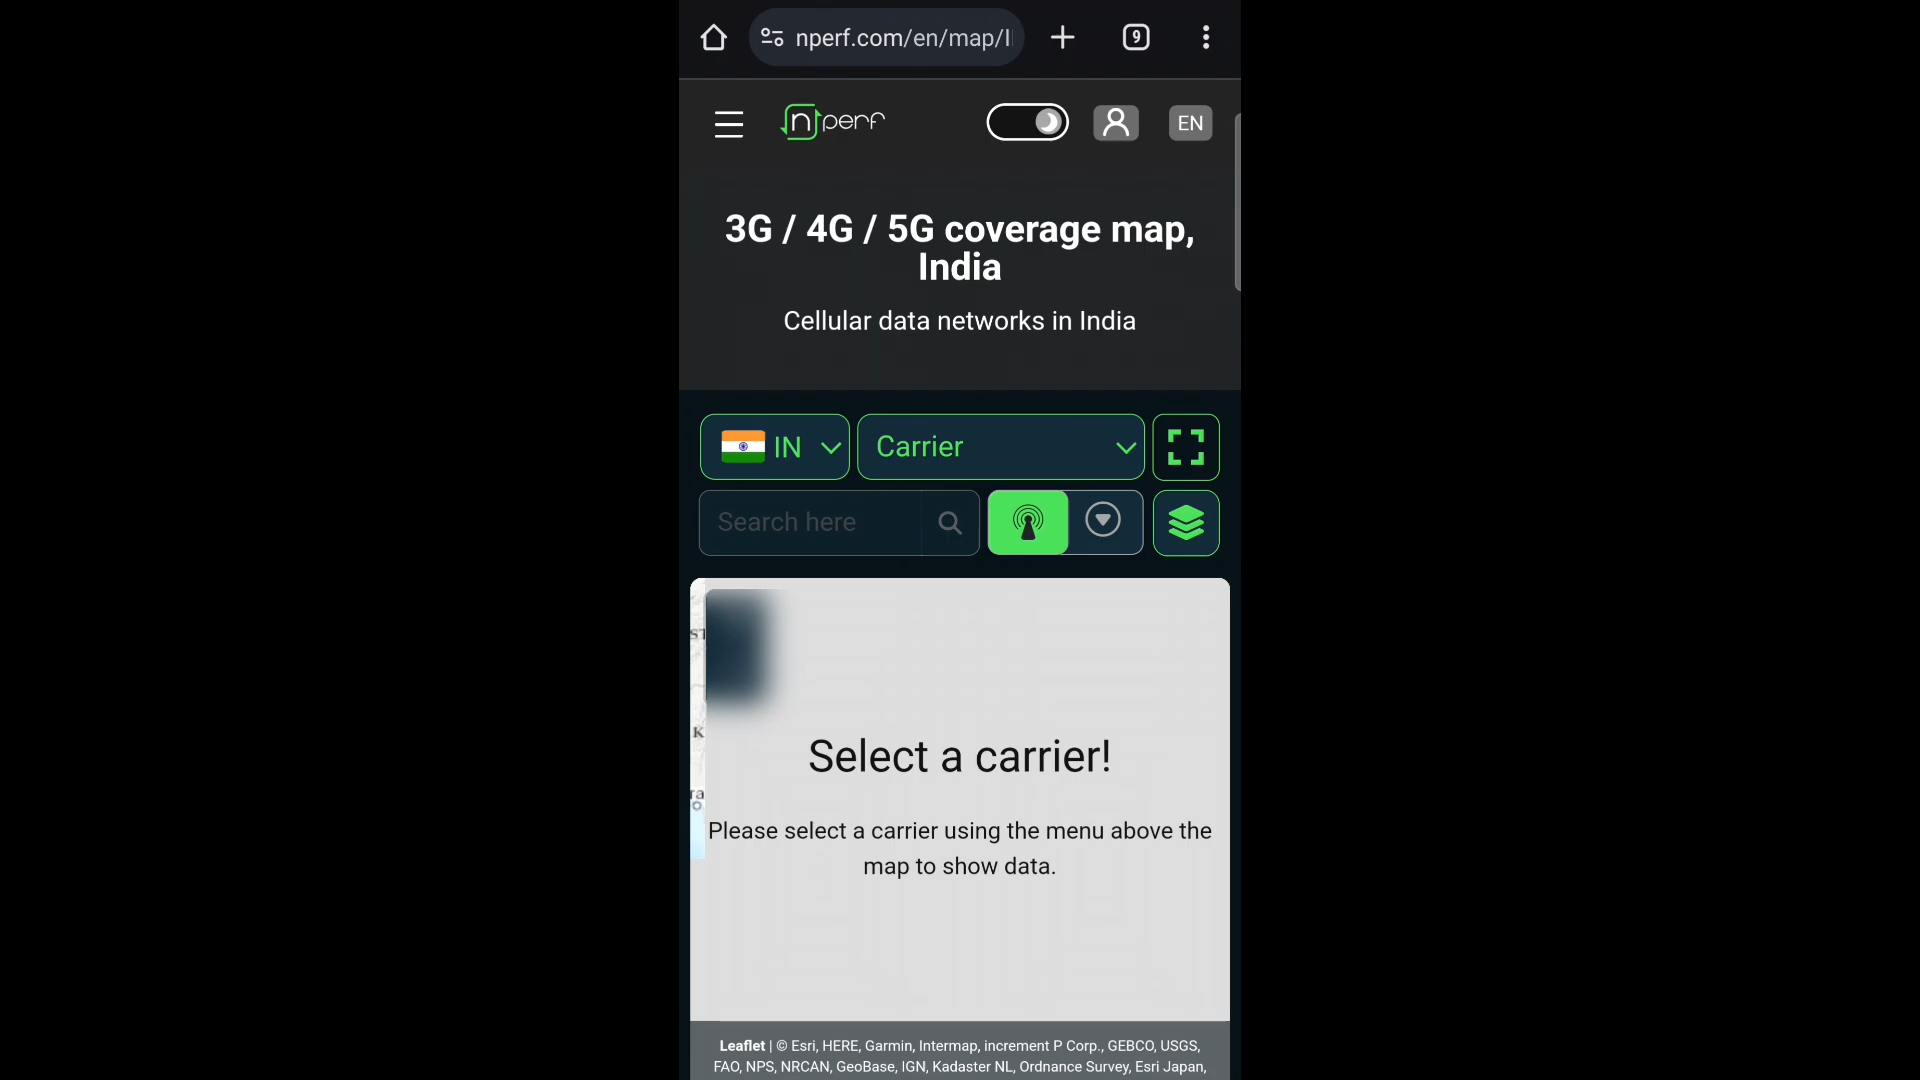 nperf.com/en/map/I
9
nperf
EN
3G / 4G / 5G coverage map,
India
Cellular data networks in India
IN
Carrier
Search here
ST
K
ra
Select a carrier!
Please select a carrier using the menu above the
map to show data.
Leaflet | © Esri, HERE, Garmin, Intermap, increment P Corp., GEBCO, USGS,
FAO, NPS, NRCAN, GeoBase, IGN, Kadaster NL, Ordnance Survey, Esri Japan,